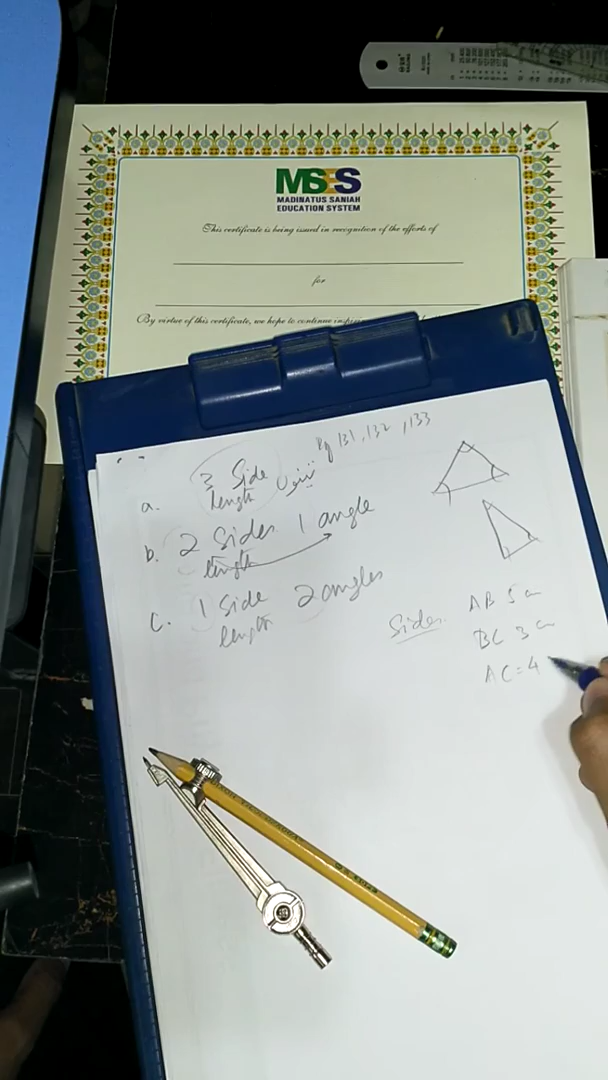 MSES
MADINATUS SANIAH
EDUCATION SYSTEM
This certificate is being issued in recognition of the efforts of
for
By virtue of this certificate, we hope to continue
Pg 131, 132, 133
a. 3 Side
length
b. 2 Sides 1 angle
length
c. 1 Side 2 angles
length
Sides
AB 5 cm
BC 3 cm
AC = 4